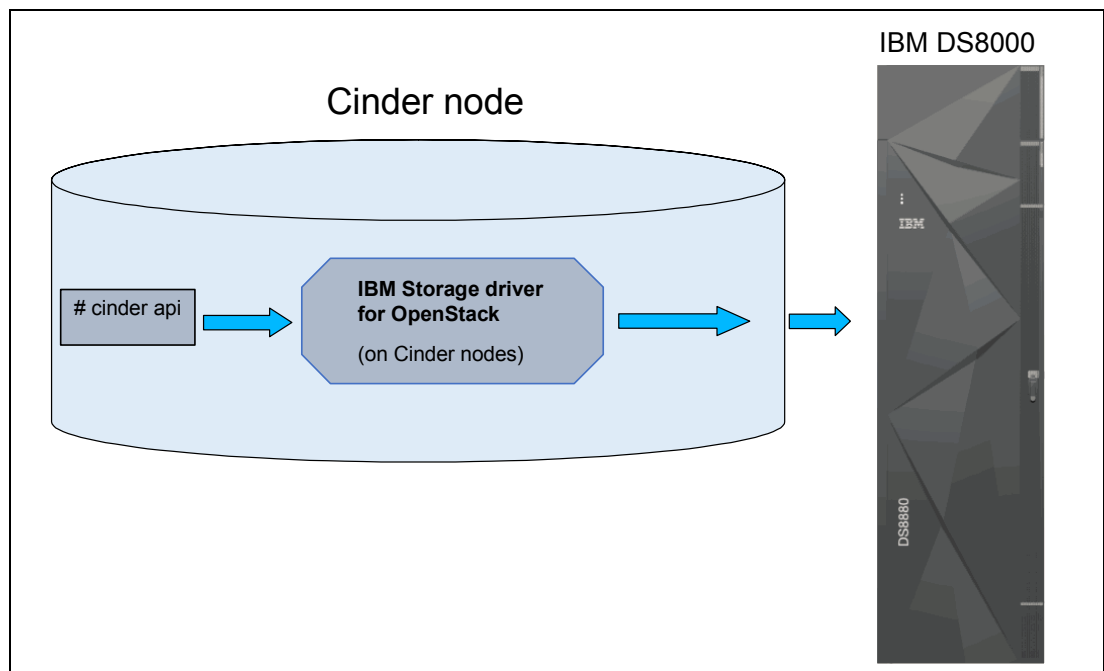 IBM DS8000
Cinder node
# cinder api
IBM Storage driver
for OpenStack
(on Cinder nodes)
IBM
DS8880